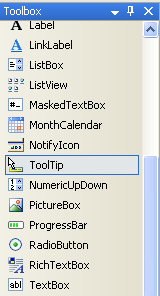 Toolbox
Label
LinkLabel
ListBox
ListView
MaskedTextBox
MonthCalendar
NotifyIcon
ToolTip
NumericUpDown
PictureBox
ProgressBar
RadioButton
RichTextBox
TextBox